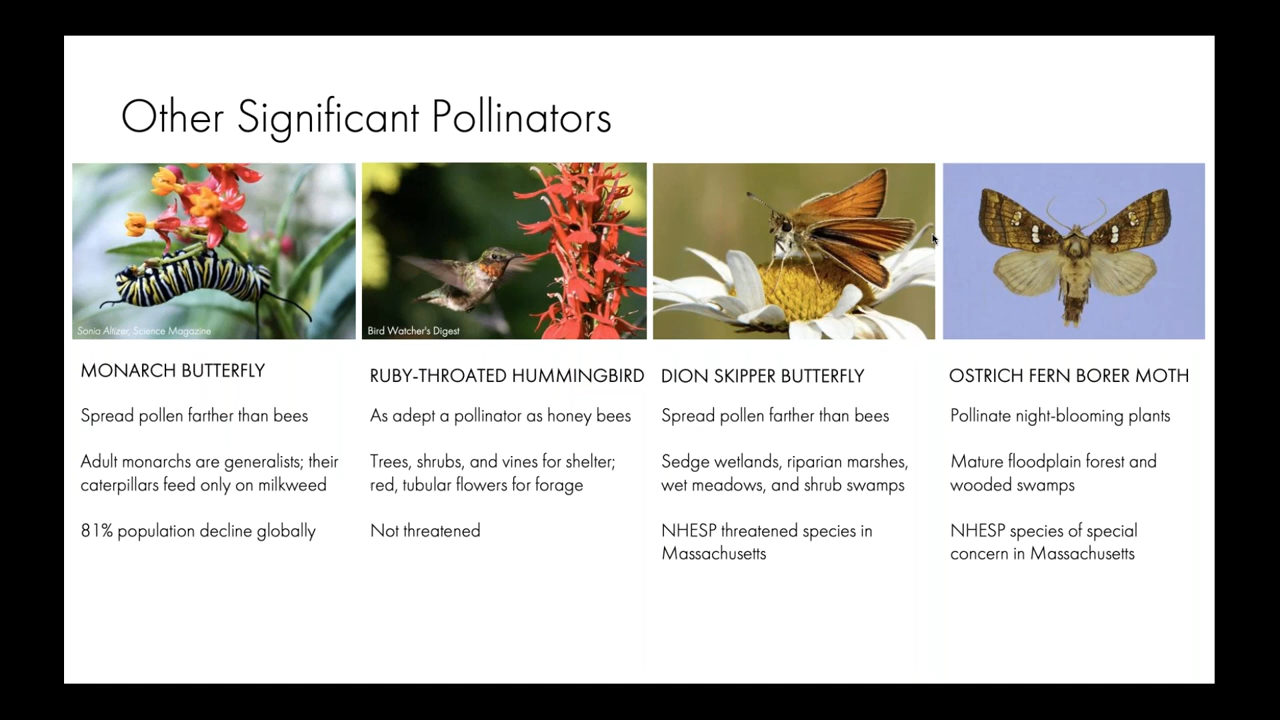 Other Significant Pollinators
Sonia Altizer, Science Magazine
Bird Watcher's Digest
MONARCH BUTTERFLY
Spread pollen farther than bees
Adult monarchs are generalists; their
caterpillars feed only on milkweed
81% population decline globally
RUBY-THROATED HUMMINGBIRD
As adept a pollinator as honey bees
Trees, shrubs, and vines for shelter;
red, tubular flowers for forage
Not threatened
DION SKIPPER BUTTERFLY
Spread pollen farther than bees
Sedge wetlands, riparian marshes,
wet meadows, and shrub swamps
NHESP threatened species in
Massachusetts
OSTRICH FERN BORER MOTH
Pollinate night-blooming plants
Mature floodplain forest and
wooded swamps
NHESP species of special
concern in Massachusetts